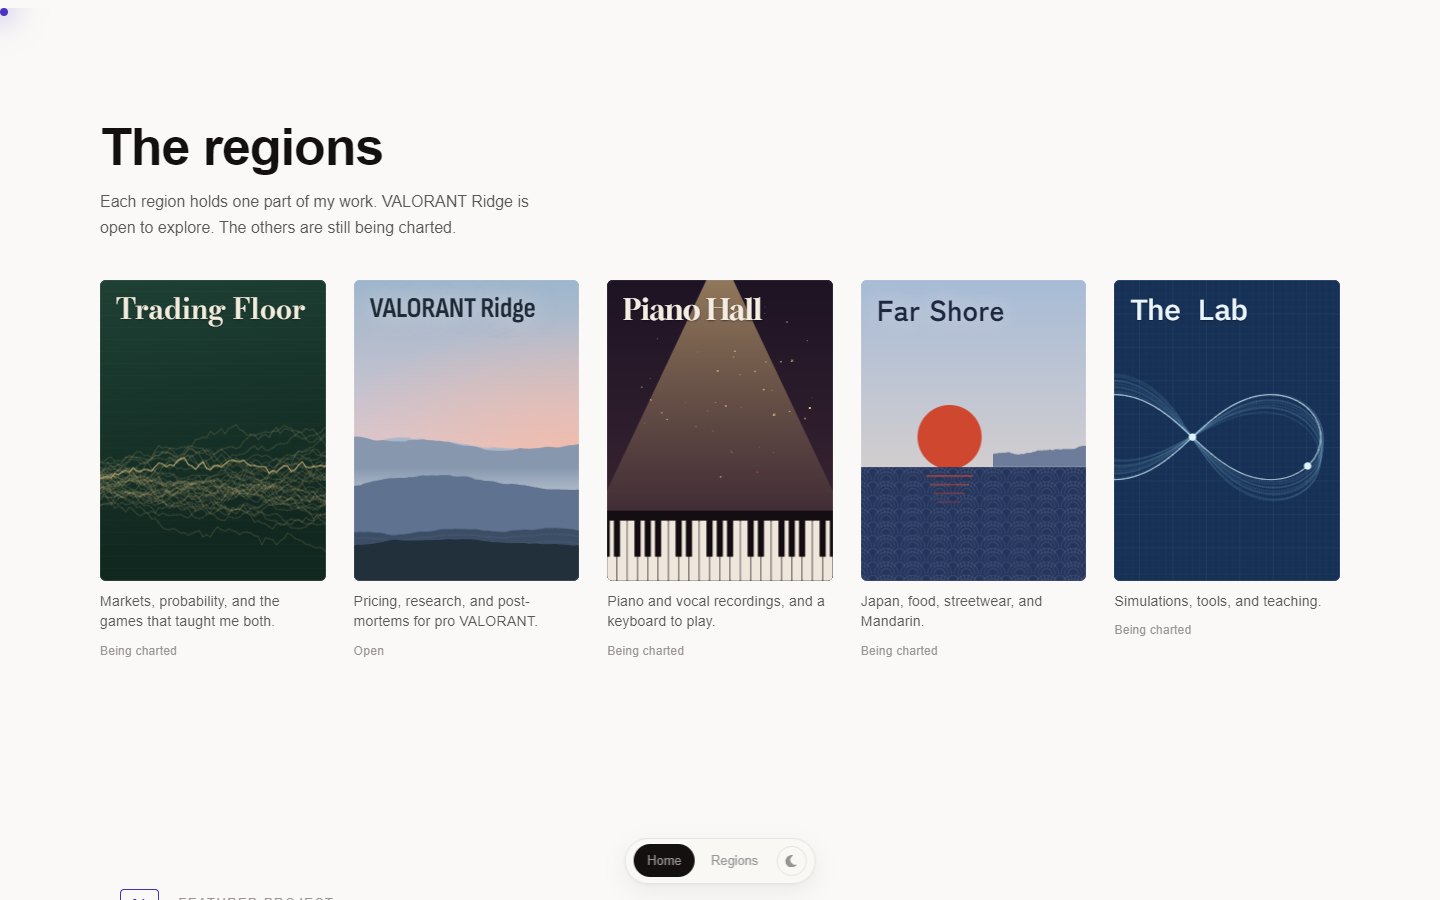 The regions
Each region holds one part of my work. VALORANT Ridge is
open to explore. The others are still being charted.
Trading Floor
VALORANT Ridge
Piano Hall
Far Shore
The Lab
Markets, probability, and the
games that taught me both.
Being charted
Pricing, research, and post-
mortems for pro VALORANT.
Open
Piano and vocal recordings, and a
keyboard to play.
Being charted
Japan, food, streetwear, and
Mandarin.
Being charted
Simulations, tools, and teaching.
Being charted
Home
Regions
FEATURED PROJECT